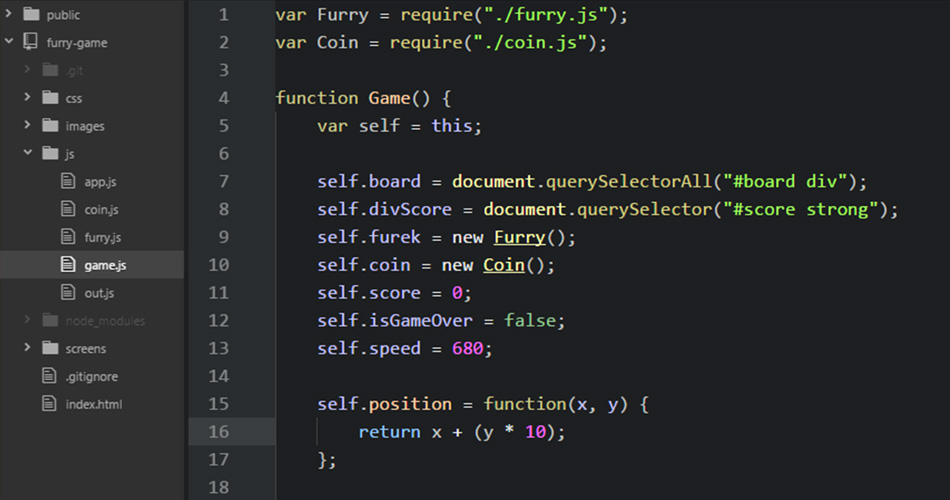 public
furry-game
.git
css
images
js
app.js
coin.js
furry.js
game.js
out.js
node_modules
screens
.gitignore
index.html
1 var Furry = require("./furry.js");
2 var Coin = require("./coin.js");
3
4 function Game() {
5 var self = this;
6
7 self.board = document.querySelectorAll("#board div");
8 self.divScore = document.querySelector("#score strong");
9 self.furek = new Furry();
10 self.coin = new Coin();
11 self.score = 0;
12 self.isGameOver = false;
13 self.speed = 680;
14
15 self.position = function(x, y) {
16 return x + (y * 10);
17 };
18